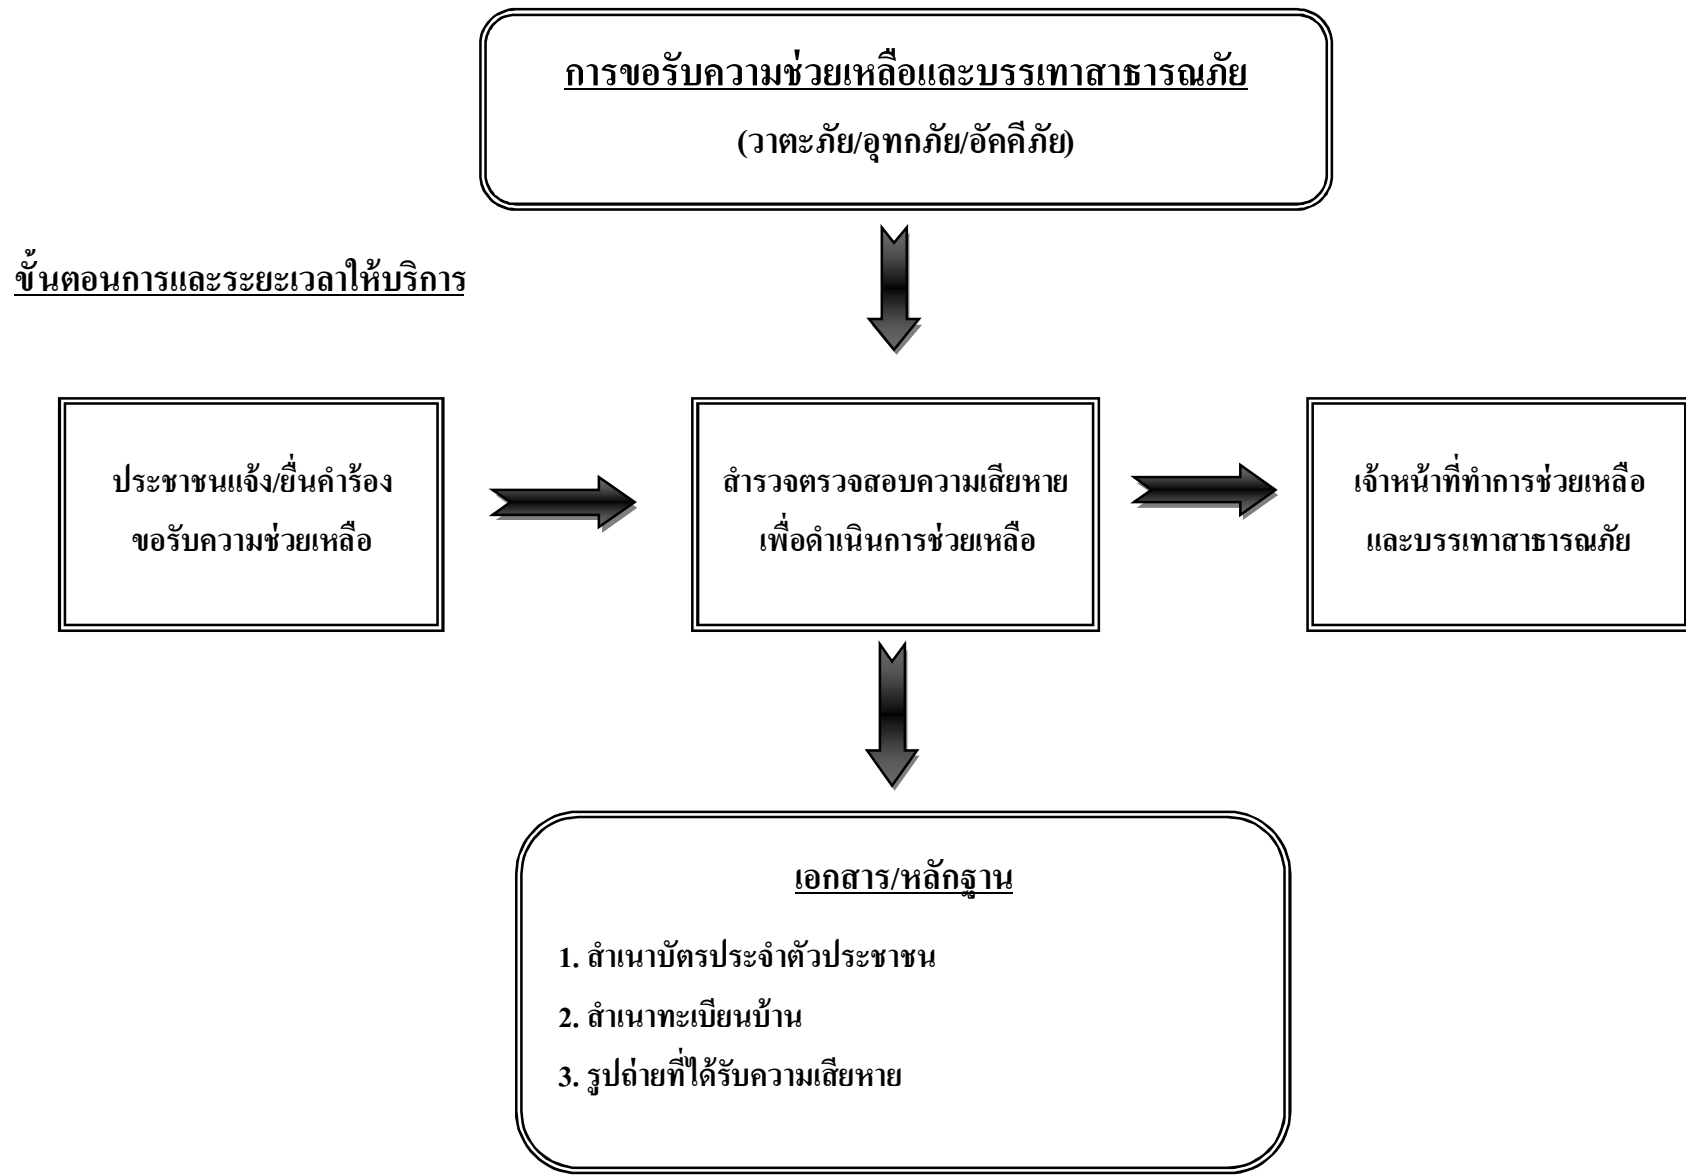 การขอรับความช่วยเหลือและบรรเทาสาธารณภัย
(วาตะภัย/อุทกภัย/อัคคีภัย)
ขั้นตอนการและระยะเวลาให้บริการ
ประชาชนแจ้ง/ยื่นคำร้อง
ขอรับความช่วยเหลือ
สำรวจตรวจสอบความเสียหาย
เพื่อดำเนินการช่วยเหลือ
เจ้าหน้าที่ทำการช่วยเหลือ
และบรรเทาสาธารณภัย
เอกสาร/หลักฐาน
1. สำเนาบัตรประจำตัวประชาชน
2. สำเนาทะเบียนบ้าน
3. รูปถ่ายที่ได้รับความเสียหาย